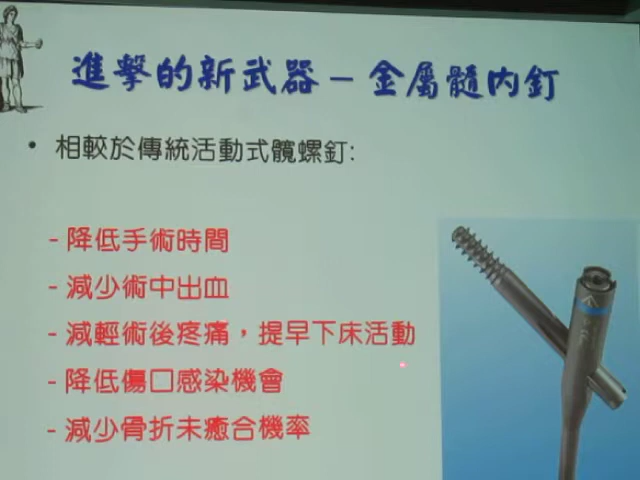 進擊的新武器 – 金屬髓內釘
• 相較於傳統活動式髖螺釘:
- 降低手術時間
- 減少術中出血
- 減輕術後疼痛，提早下床活動
- 降低傷口感染機會
- 減少骨折未癒合機率